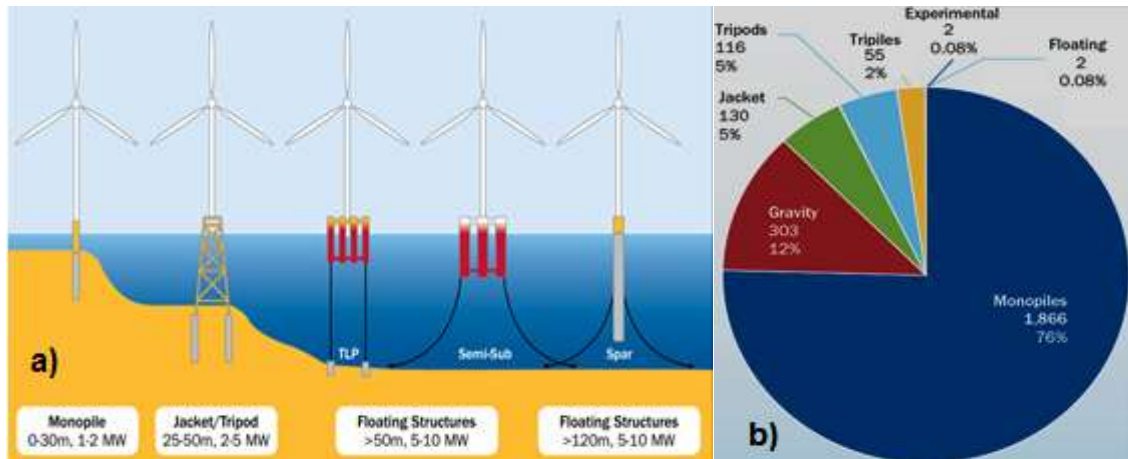 a)
TLP
Semi-Sub
Spar
Monopile
0-30m, 1-2 MW
Jacket/Tripod
25-50m, 2-5 MW
Floating Structures
>50m, 5-10 MW
Floating Structures
>120m, 5-10 MW
b)
Experimental
2
0.08%
Floating
2
0.08%
Tripiles
55
2%
Tripods
116
5%
Jacket
130
5%
Gravity
303
12%
Monopiles
1,866
76%